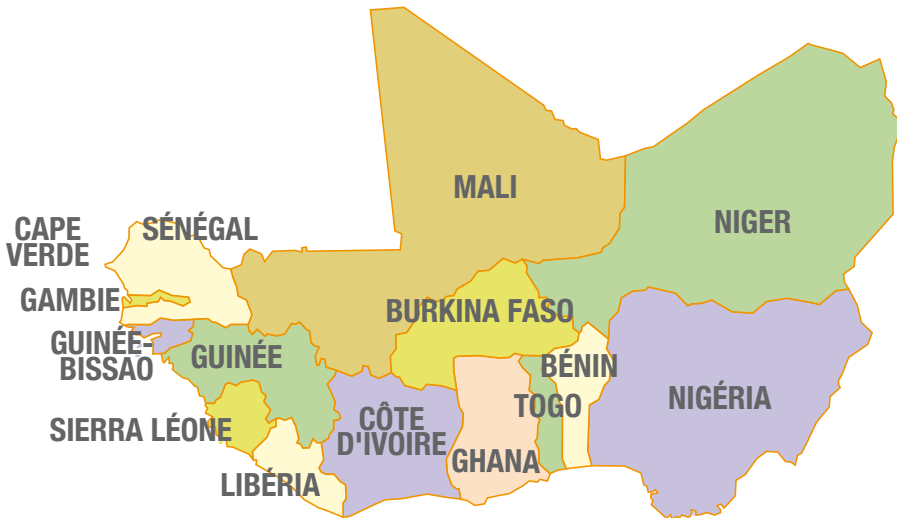 MALI
NIGER
CAPE
VERDE
SÉNÉGAL
GAMBIE
BURKINA FASO
GUINÉE-
BISSAO
GUINÉE
BÉNIN
TOGO
NIGÉRIA
SIERRA LÉONE
CÔTE
D'IVOIRE
GHANA
LIBÉRIA